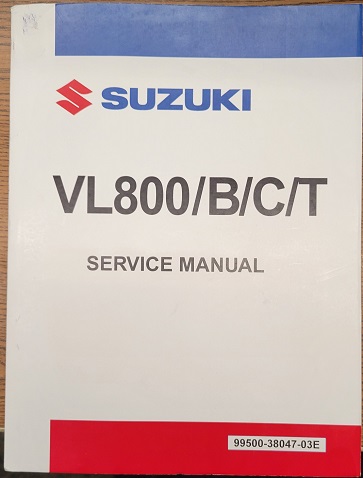 SUZUKI
VL800/B/C/T
SERVICE MANUAL
99500-38047-03E